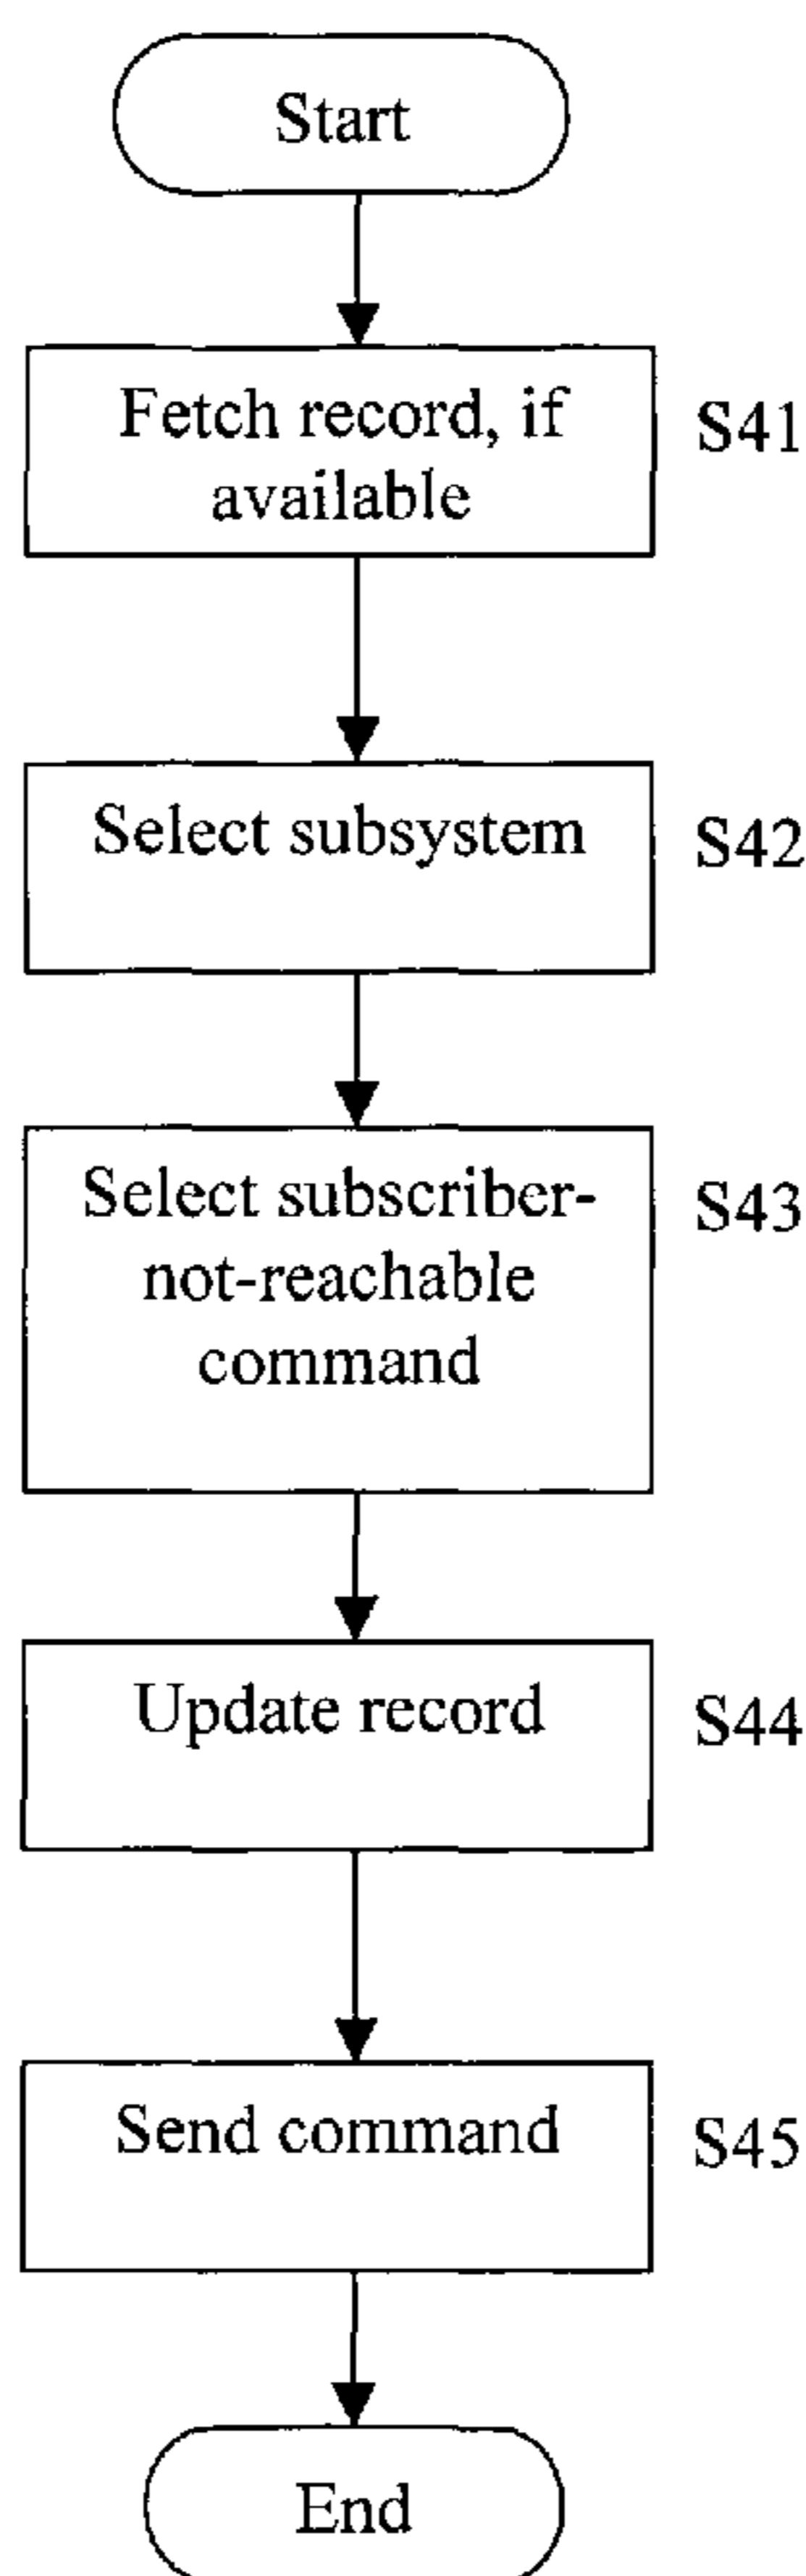 Start
Fetch record, if
available
S41
Select subsystem
S42
Select subscriber-
not-reachable
command
S43
Update record
S44
Send command
S45
End